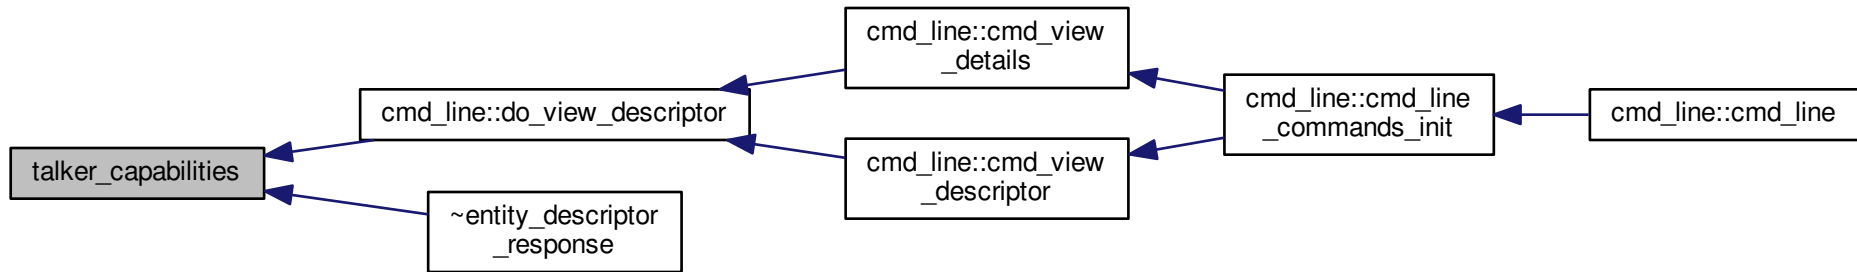 talker_capabilities
cmd_line::do_view_descriptor
~entity_descriptor
_response
cmd_line::cmd_view
_details
cmd_line::cmd_view
_descriptor
cmd_line::cmd_line
_commands_init
cmd_line::cmd_line